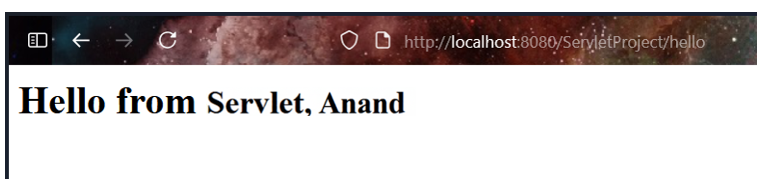 http://localhost:8080/ServletProject/hello
Hello from Servlet, Anand